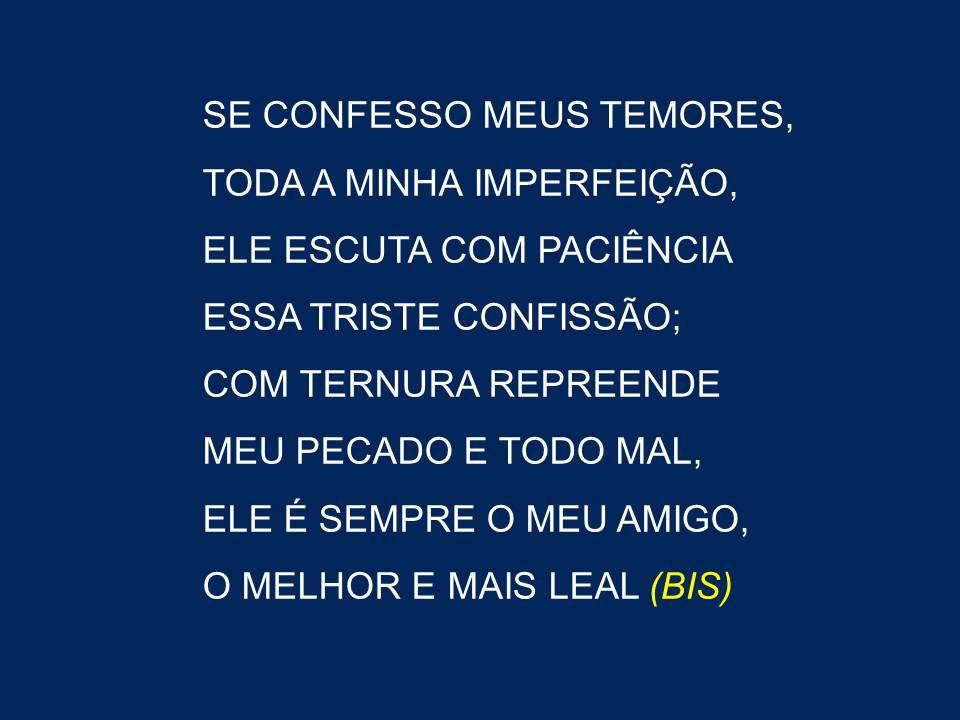 SE CONFESSO MEUS TEMORES,
TODA A MINHA IMPERFEIÇÃO,
ELE ESCUTA COM PACIÊNCIA
ESSA TRISTE CONFISSÃO;
COM TERNURA REPREENDE
MEU PECADO E TODO MAL,
ELE É SEMPRE O MEU AMIGO,
O MELHOR E MAIS LEAL (BIS)